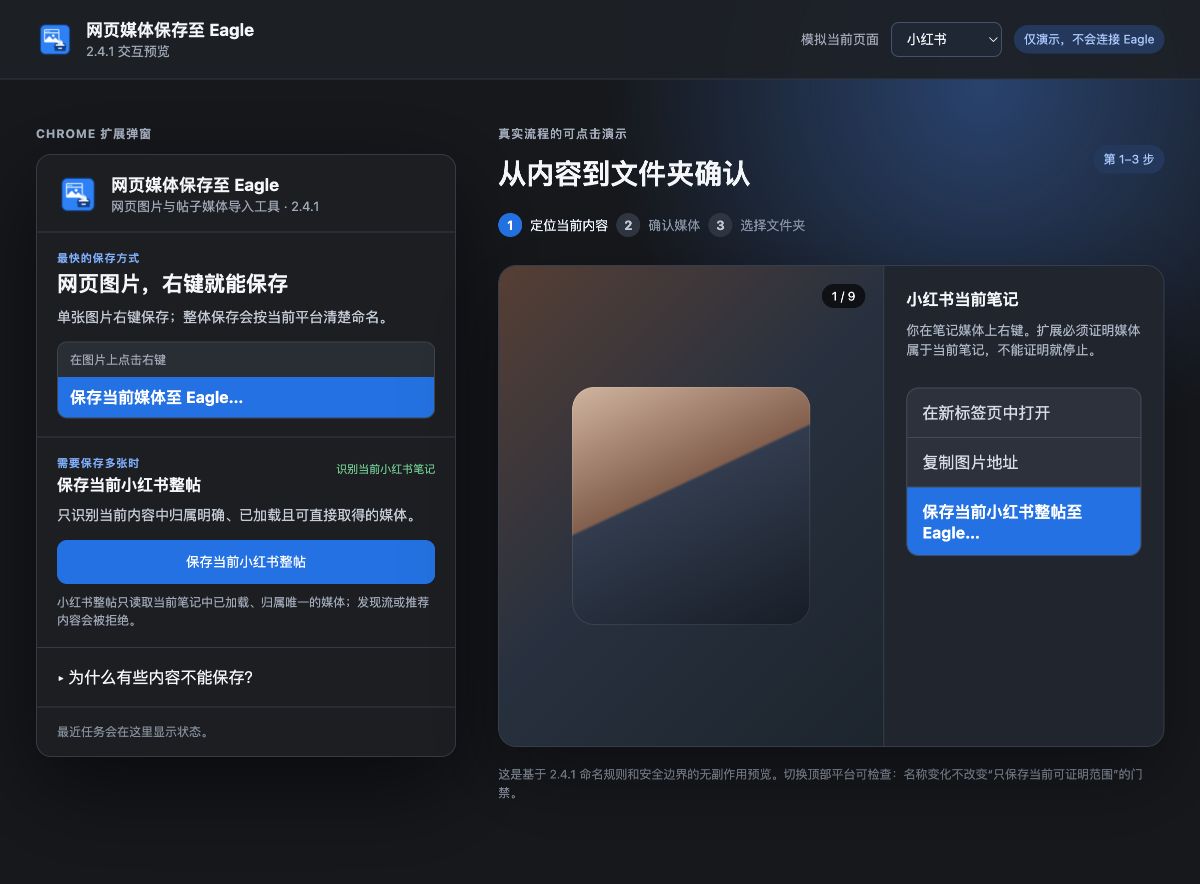 网页媒体保存至 Eagle
2.4.1 交互预览
模拟当前页面
小红书
仅演示，不会连接 Eagle
CHROME 扩展弹窗
网页媒体保存至 Eagle
网页图片与帖子媒体导入工具 · 2.4.1
最快的保存方式
网页图片，右键就能保存
单张图片右键保存；整体保存会按当前平台清楚命名。
在图片上点击右键
保存当前媒体至 Eagle...
需要保存多张时
保存当前小红书整帖
识别当前小红书笔记
只识别当前内容中归属明确、已加载且可直接取得的媒体。
保存当前小红书整帖
小红书整帖只读取当前笔记中已加载、归属唯一的媒体；发现流或推荐
内容会被拒绝。
▸ 为什么有些内容不能保存？
最近任务会在这里显示状态。
真实流程的可点击演示
从内容到文件夹确认
第 1–3 步
1 定位当前内容 2 确认媒体 3 选择文件夹
1 / 9
小红书当前笔记
你在笔记媒体上右键。扩展必须证明媒体
属于当前笔记，不能证明就停止。
在新标签页中打开
复制图片地址
保存当前小红书整帖至
Eagle...
这是基于 2.4.1 命名规则和安全边界的无副作用预览。切换顶部平台可检查：名称变化不改变“只保存当前可证明范围”的门
禁。